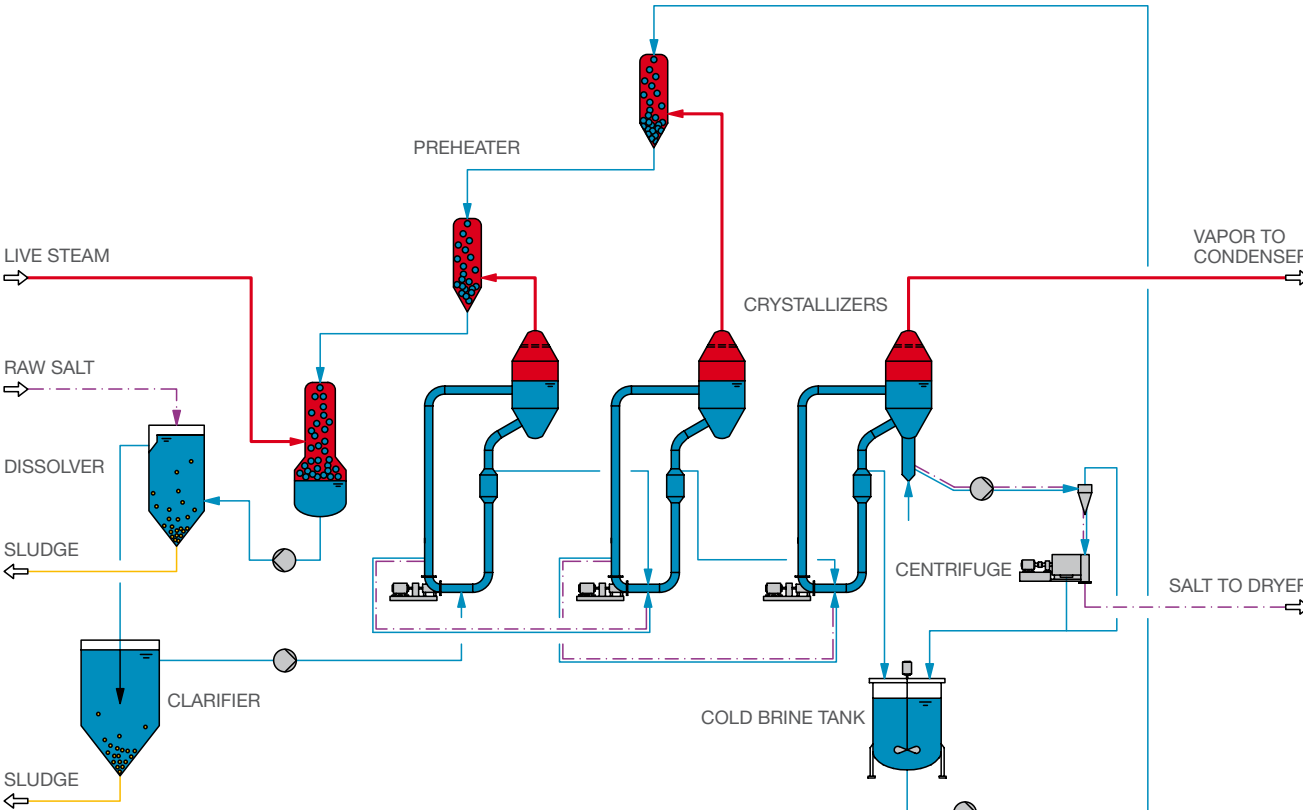 PREHEATER
LIVE STEAM
VAPOR TO
CONDENSER
CRYSTALLIZERS
RAW SALT
DISSOLVER
SLUDGE
CENTRIFUGE
SALT TO DRYER
CLARIFIER
COLD BRINE TANK
SLUDGE